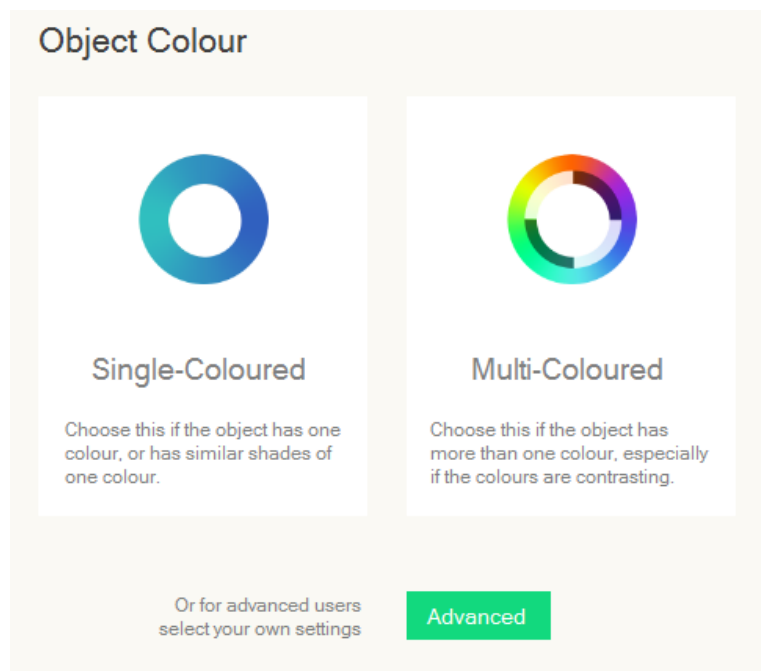 Object Colour
Single-Coloured
Choose this if the object has one
colour, or has similar shades of
one colour.
Multi-Coloured
Choose this if the object has
more than one colour, especially
if the colours are contrasting.
Or for advanced users
select your own settings
Advanced